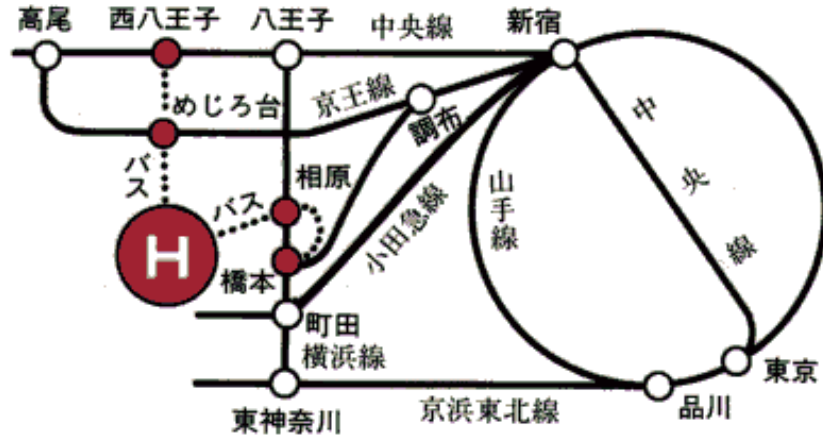 高尾
西八王子
八王子
中央線
新宿
めじろ台
京王線
調布
中央線
バス
相原
バス
山手線
小田急線
H
橋本
町田
横浜線
東京
東神奈川
京浜東北線
品川